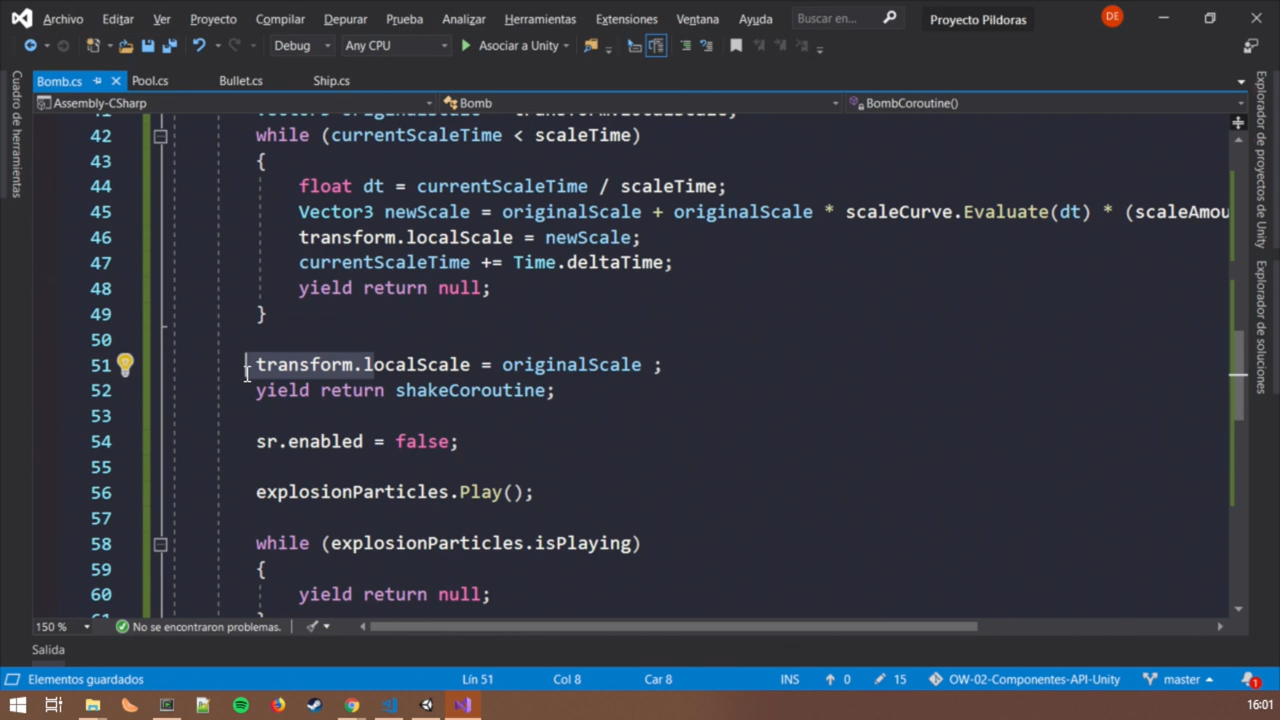 Archivo Editar Ver Proyecto Compilar Depurar Prueba Analizar Herramientas Extensiones Ventana Ayuda Buscar en... Proyecto Pildoras DE
Debug Any CPU Asociar a Unity
Bomb.cs Pool.cs Bullet.cs Ship.cs
Assembly-CSharp Bomb BombCoroutine()
Cuadro de herramientas
42 while (currentScaleTime < scaleTime)
43 {
44 float dt = currentScaleTime / scaleTime;
45 Vector3 newScale = originalScale + originalScale * scaleCurve.Evaluate(dt) * (scaleAmou
46 transform.localScale = newScale;
47 currentScaleTime += Time.deltaTime;
48 yield return null;
49 }
50
51 transform.localScale = originalScale ;
52 yield return shakeCoroutine;
53
54 sr.enabled = false;
55
56 explosionParticles.Play();
57
58 while (explosionParticles.isPlaying)
59 {
60 yield return null;
Explorador de proyectos de Unity
Explorador de soluciones
150 % No se encontraron problemas.
Salida
Elementos guardados Lín 51 Col 8 Car 8 INS 0 15 OW-02-Componentes-API-Unity master 1
16:01